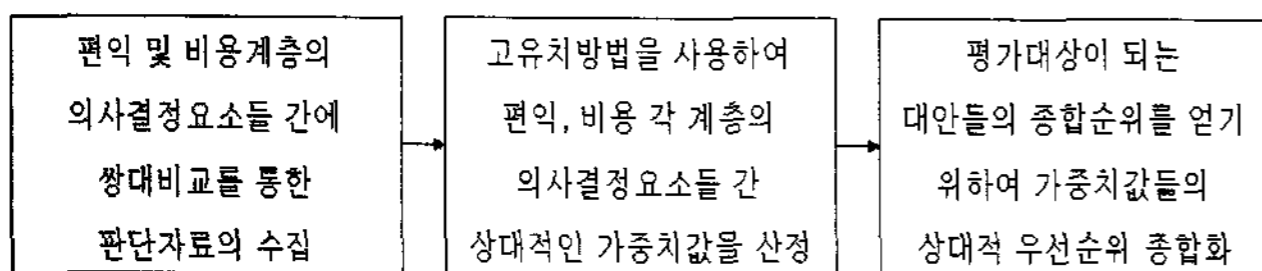 편익 및 비용계층의
의사결정요소들 간에
쌍대비교를 통한
판단자료의 수집
고유치방법을 사용하여
편익, 비용 각 계층의
의사결정요소들 간
상대적인 가중치값을 산정
평가대상이 되는
대안들의 종합순위를 얻기
위하여 가중치값들의
상대적 우선순위 종합화